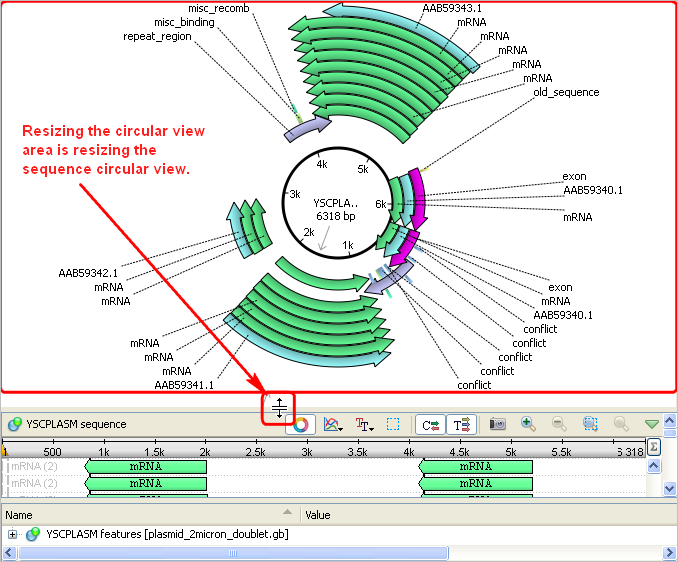 misc_recomb
misc_binding
repeat_region
AAB59343.1
mRNA
mRNA
mRNA
mRNA
mRNA
old_sequence
Resizing the circular view
area is resizing the
sequence circular view.
4k
5k
3k
6k
2k
1k
YSCPLA..
6318 bp
exon
AAB59340.1
mRNA
AAB59342.1
mRNA
mRNA
exon
mRNA
AAB59340.1
conflict
conflict
conflict
conflict
mRNA
mRNA
mRNA
AAB59341.1
YSCPLASM sequence
C
T
Σ
1 500 1k 1.5k 2k 2.5k 3k 3.5k 4k 4.5k 5k 5.5k 6 318
mRNA (2) mRNA mRNA
mRNA (2) mRNA mRNA
Name Value
YSCPLASM features [plasmid_2micron_doublet.gb]